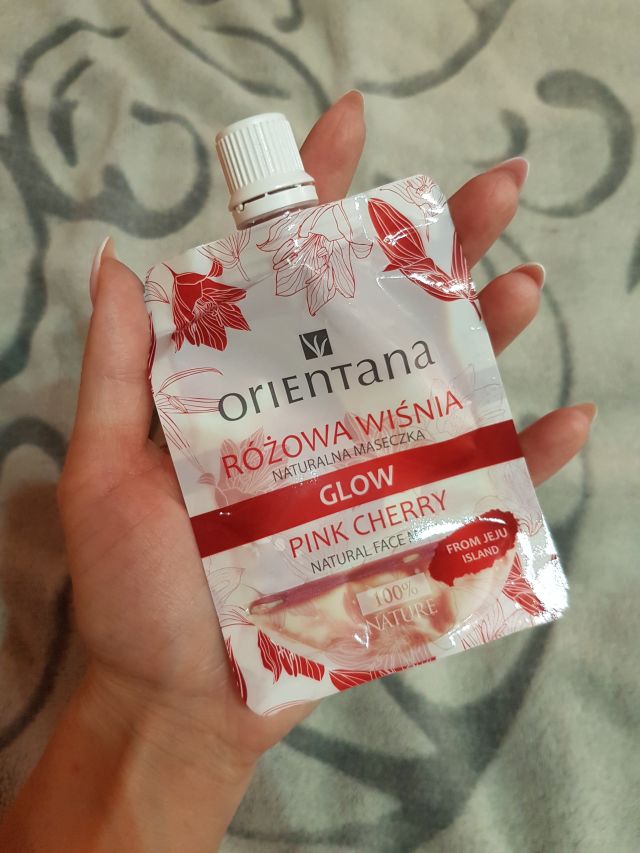 ORIENTANA
RÓŻOWA WIŚNIA
NATURALNA MASECZKA
GLOW
PINK CHERRY
NATURAL FACE
FROM JEJU
ISLAND
100%
NATURE